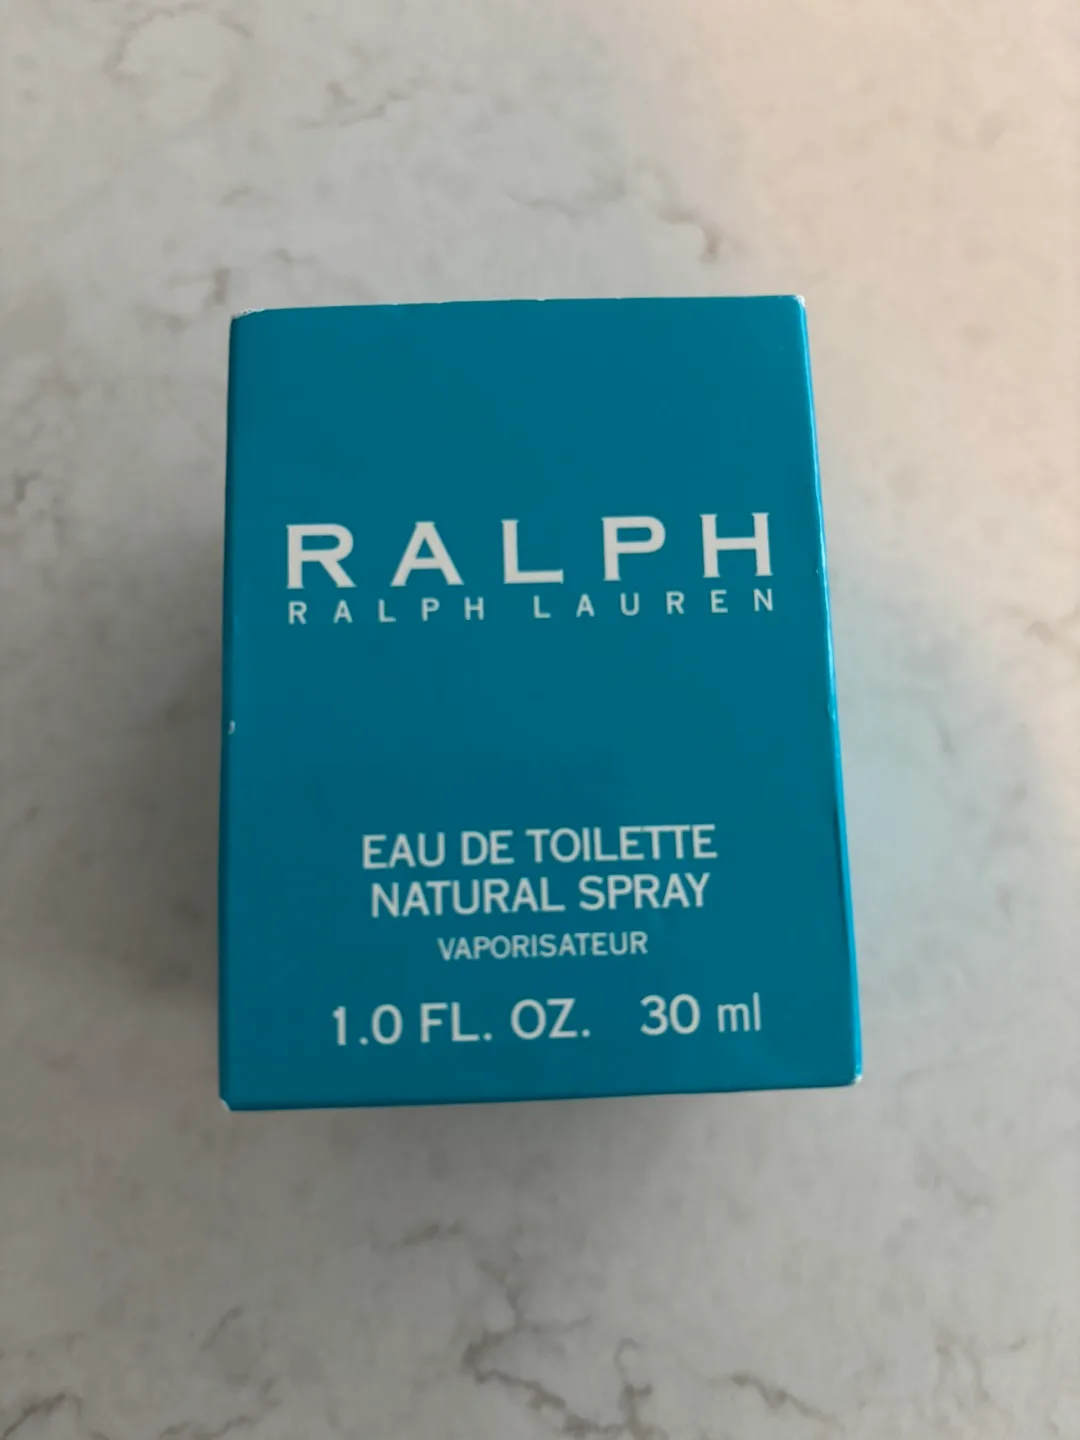 RALPH
RALPH LAUREN
EAU DE TOILETTE
NATURAL SPRAY
VAPORISATEUR
1.0 FL. OZ. 30 ml